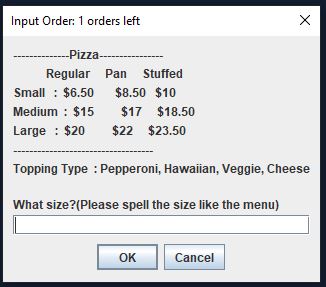 Input Order: 1 orders left
--------------Pizza----------------
Regular Pan Stuffed
Small : $6.50 $8.50 $10
Medium : $15 $17 $18.50
Large : $20 $22 $23.50
-----------------------------------
Topping Type : Pepperoni, Hawaiian, Veggie, Cheese
What size?(Please spell the size like the menu)
OK Cancel